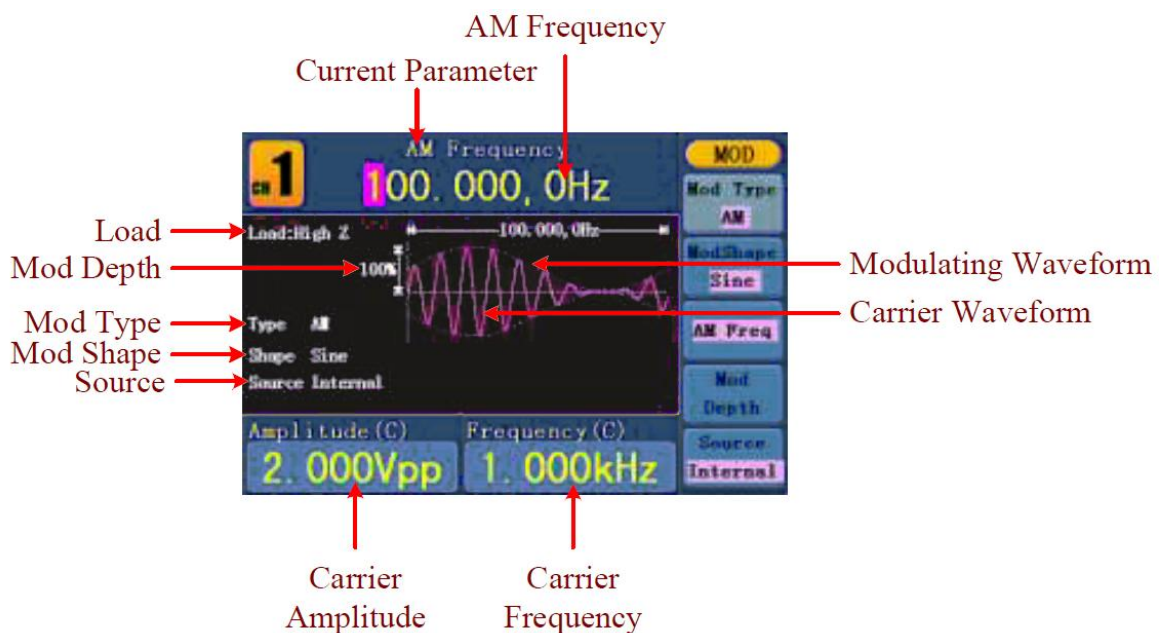 AM Frequency
Current Parameter
AM Frequency
CH 1
100.000,0Hz
MOD
Mod Type
AM
Load
Load:High Z
100.000,0Hz
Mod Depth
100%
ModShape
Sine
Modulating Waveform
Carrier Waveform
Mod Type
Type AM
AM Freq
Mod Shape
Shape Sine
Source
Source Internal
Mod
Depth
Amplitude(C)
Frequency(C)
Source
Internal
2.000Vpp
1.000kHz
Carrier
Amplitude
Carrier
Frequency